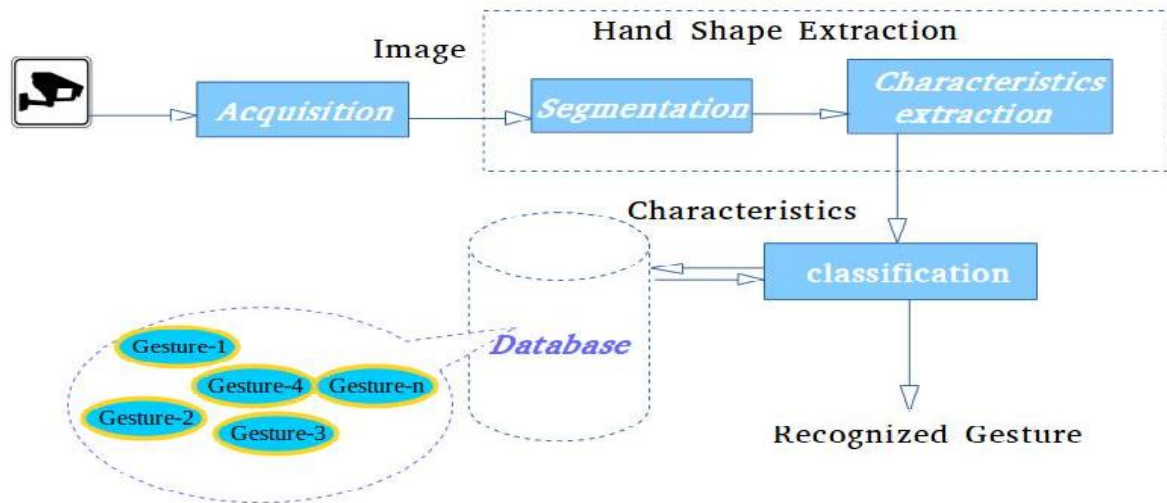 Image
Hand Shape Extraction
Acquisition
Segmentation
Characteristics
extraction
Characteristics
classification
Database
Gesture-1
Gesture-4
Gesture-n
Gesture-2
Gesture-3
Recognized Gesture